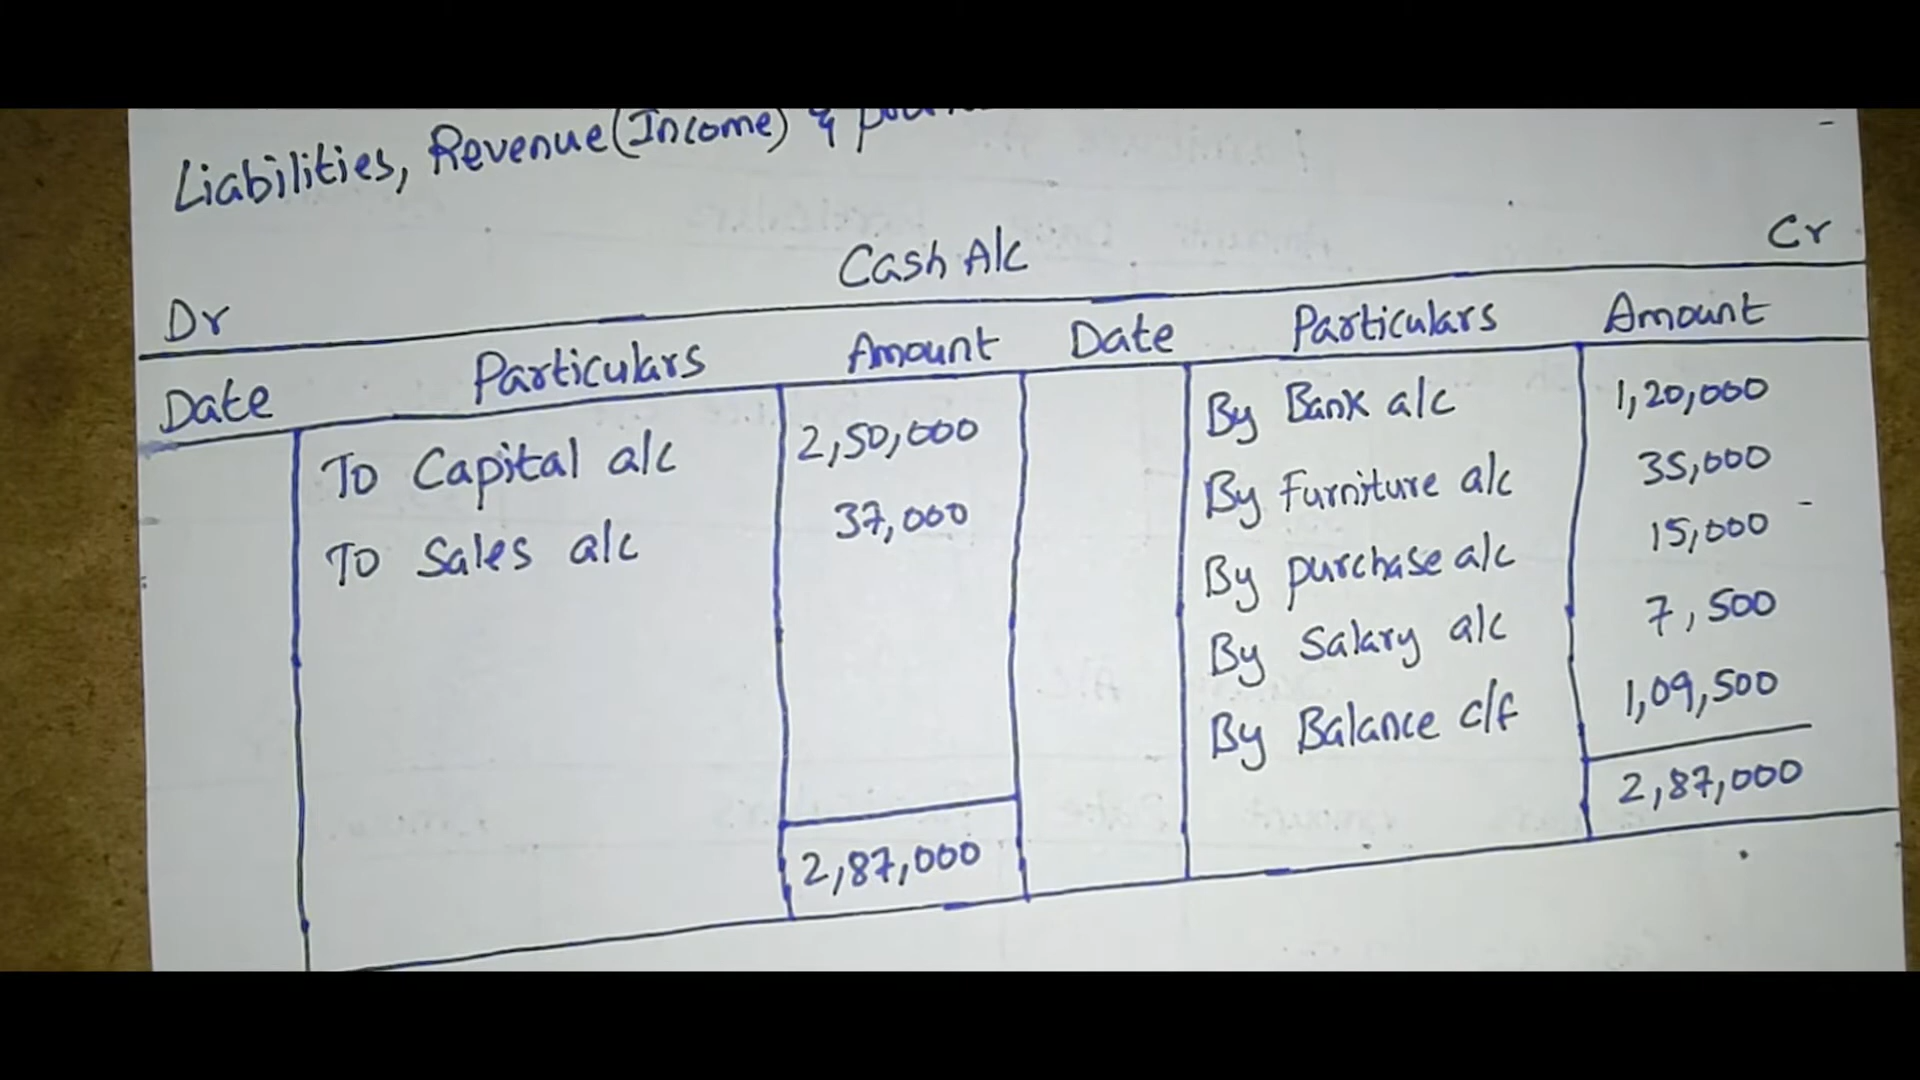 Liabilities, Revenue(Income) &
Cash A/c
Dr Cr
Date Particulars Amount Date Particulars Amount
To Capital a/c 2,50,000 By Bank a/c 1,20,000
To Sales a/c 37,000 By Furniture a/c 35,000
By purchase a/c 15,000
By Salary a/c 7,500
By Balance c/f 1,09,500
2,87,000 2,87,000